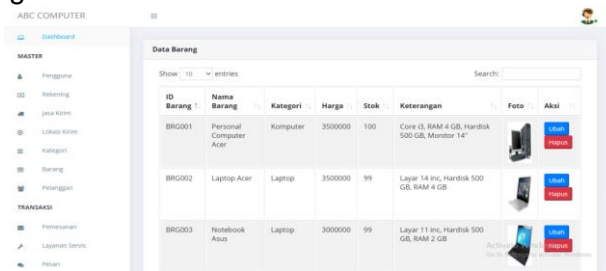 ABC COMPUTER
Dashboard
MASTER
Pengguna
Rekening
Jasa Kirim
Lokasi Kirim
Kategori
Barang
Pelanggan
TRANSAKSI
Pemesanan
Layanan Servis
Pesan
Data Barang
Show 10 entries
Search:
ID Barang Nama Barang Kategori Harga Stok Keterangan Foto Aksi
BRG001 Personal Computer Acer Komputer 3500000 100 Core i3, RAM 4 GB, Hardisk 500 GB, Monitor 14" Ubah Hapus
BRG002 Laptop Acer Laptop 3500000 99 Layar 14 inc, Hardisk 500 GB, RAM 4 GB Ubah Hapus
BRG003 Notebook Asus Laptop 3000000 99 Layar 11 inc, Hardisk 500 GB, RAM 2 GB Ubah Hapus